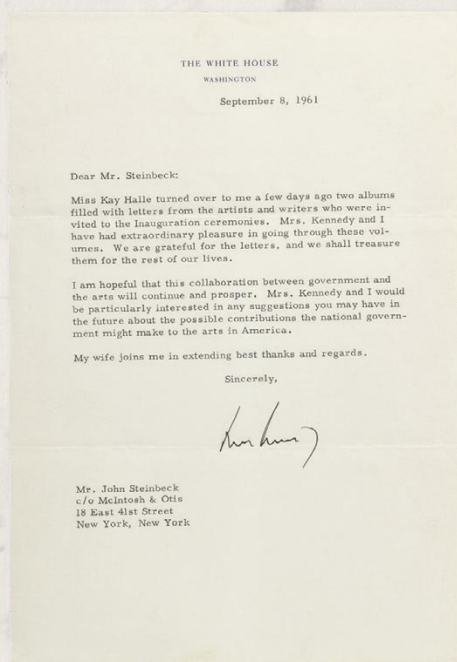 THE WHITE HOUSE
WASHINGTON
September 8, 1961
Dear Mr. Steinbeck:
Miss Kay Halle turned over to me a few days ago two albums
filled with letters from the artists and writers who were in-
vited to the Inauguration ceremonies. Mrs. Kennedy and I
have had extraordinary pleasure in going through these vol-
umes. We are grateful for the letters, and we shall treasure
them for the rest of our lives.
I am hopeful that this collaboration between government and
the arts will continue and prosper. Mrs. Kennedy and I would
be particularly interested in any suggestions you may have in
the future about the possible contributions the national govern-
ment might make to the arts in America.
My wife joins me in extending best thanks and regards.
Sincerely,
Mr. John Steinbeck
c/o McIntosh & Otis
18 East 41st Street
New York, New York